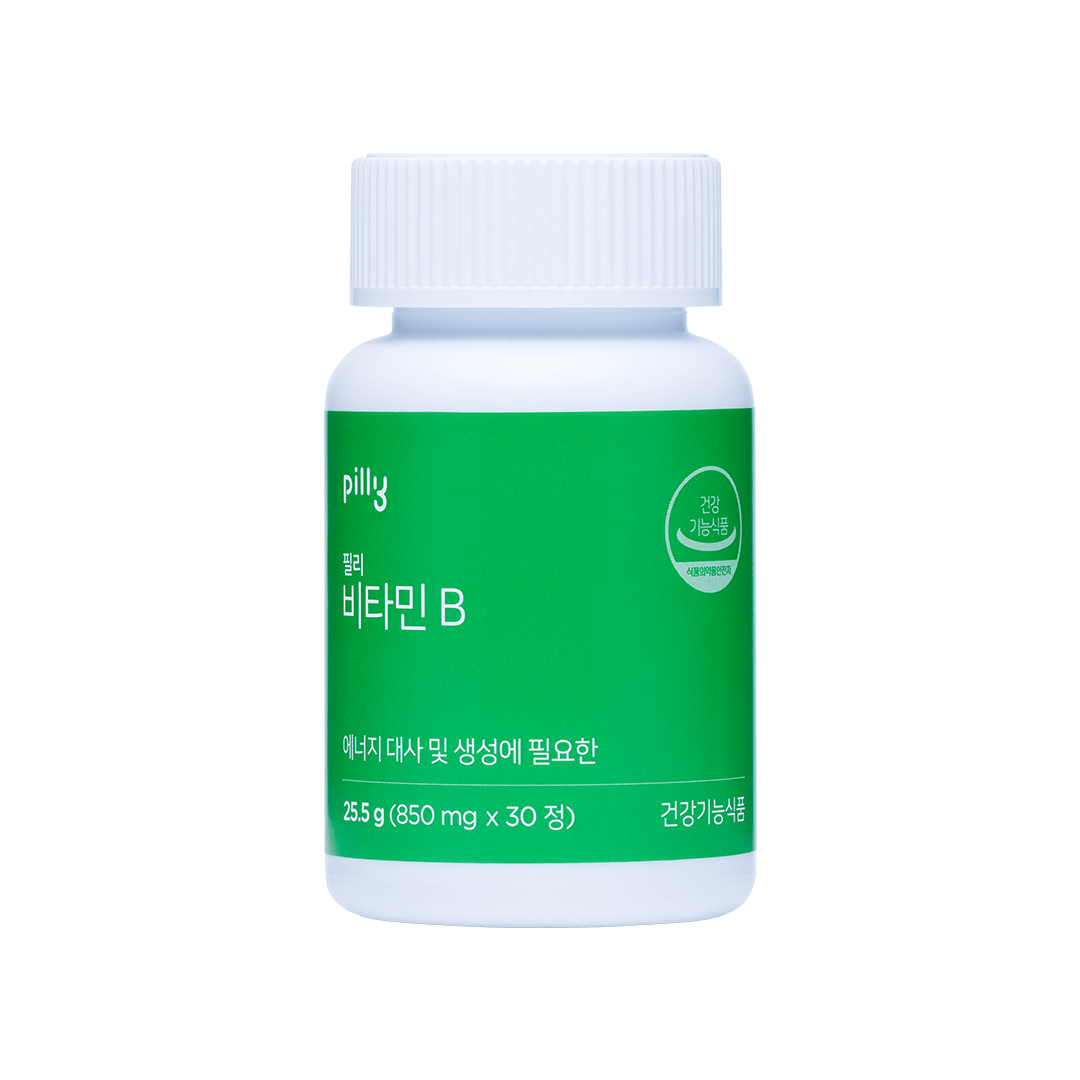 pilly
필리
비타민 B
건강
기능식품
식품의약품안전처
에너지 대사 및 생성에 필요한
25.5 g (850 mg x 30 정)
건강기능식품